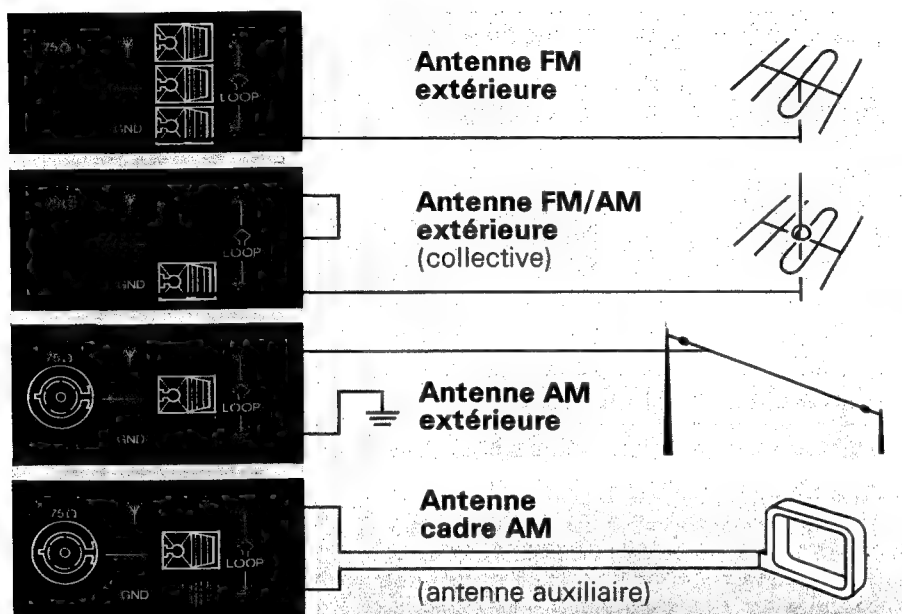 75Ω
LOOP
GND
Antenne FM
extérieure
75Ω
LOOP
GND
Antenne FM/AM
extérieure
(collective)
75Ω
LOOP
GND
Antenne AM
extérieure
75Ω
LOOP
GND
Antenne
cadre AM
(antenne auxiliaire)